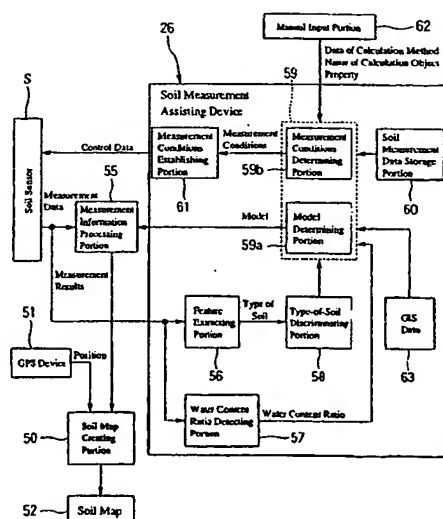 Manual Input Portion
62
26
Data of Calculation Method
Name of Calculation Object
Property
S
Soil Measurement
Assisting Device
59
Control Data
Measurement
Conditions
Establishing
Portion
61
Measurement
Conditions
Measurement
Conditions
Determining
Portion
59b
Soil
Measurement
Data Storage
Portion
60
Soil Sensor
Measurement
Data
55
Measurement
Information
Processing
Portion
Model
Model
Determining
Portion
59a
Measurement
Results
51
GPS Device
Position
Feature
Extracting
Portion
56
Type of
Soil
Type-of-Soil
Discriminating
Portion
58
GIS
Data
63
50
Soil Map
Creating
Portion
Water Content
Ratio Detecting
Portion
57
Water Content
Ratio
52
Soil Map